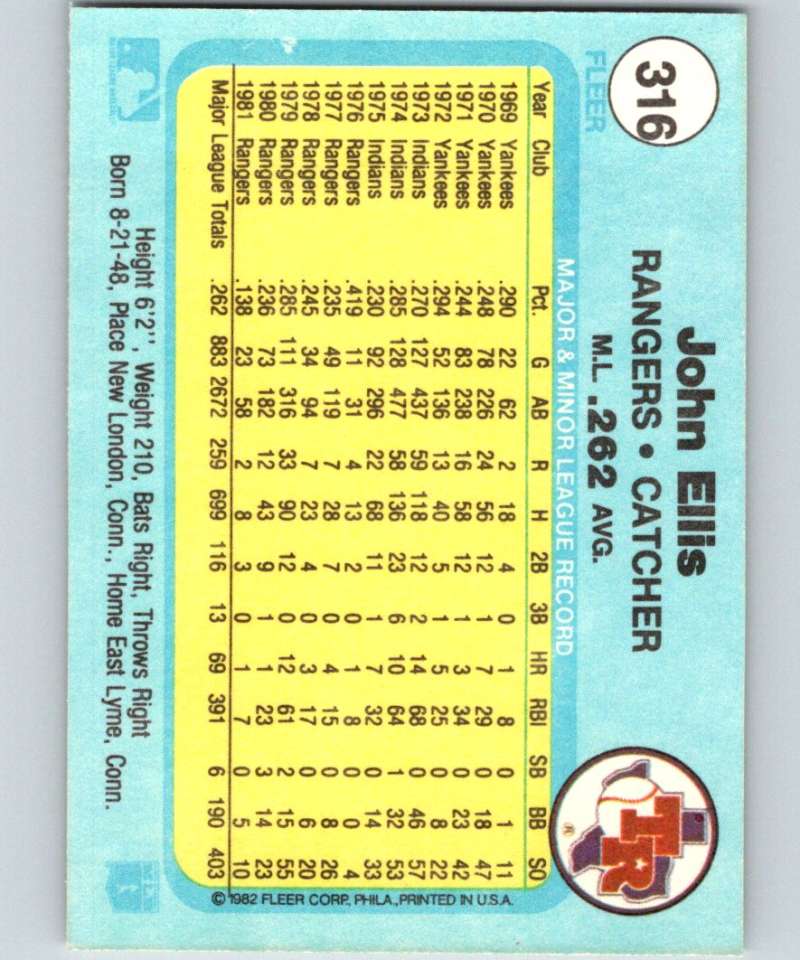 316
FLEER
John Ellis
RANGERS • CATCHER
M.L. .262 AVG.
TR
MAJOR & MINOR LEAGUE RECORD
Year Club Pct. G AB R H 2B 3B HR RBI SB BB SO
1969 Yankees .290 22 62 2 18 4 0 1 8 0 1 11
1970 Yankees .248 78 226 24 56 12 1 7 29 0 18 47
1971 Yankees .244 83 238 16 58 12 1 3 34 0 23 42
1972 Yankees .294 52 136 13 40 5 1 5 25 0 8 22
1973 Indians .270 127 437 59 118 12 2 14 68 0 46 57
1974 Indians .285 128 477 58 136 23 6 10 64 1 32 53
1975 Indians .230 92 296 22 68 11 1 7 32 0 14 33
1976 Rangers .419 11 31 4 13 2 0 1 8 0 0 4
1977 Rangers .235 49 119 7 28 7 0 4 15 0 8 26
1978 Rangers .245 34 94 7 23 4 0 3 17 0 6 20
1979 Rangers .285 111 316 33 90 12 0 12 61 2 15 55
1980 Rangers .236 73 182 12 43 9 1 1 23 3 14 23
1981 Rangers .138 23 58 2 8 3 0 1 7 0 5 10
Major League Totals .262 883 2672 259 699 116 13 69 391 6 190 403
© 1982 FLEER CORP., PHILA., PRINTED IN U.S.A.
Height 6'2", Weight 210, Bats Right, Throws Right
Born 8-21-48, Place New London, Conn., Home East Lyme, Conn.